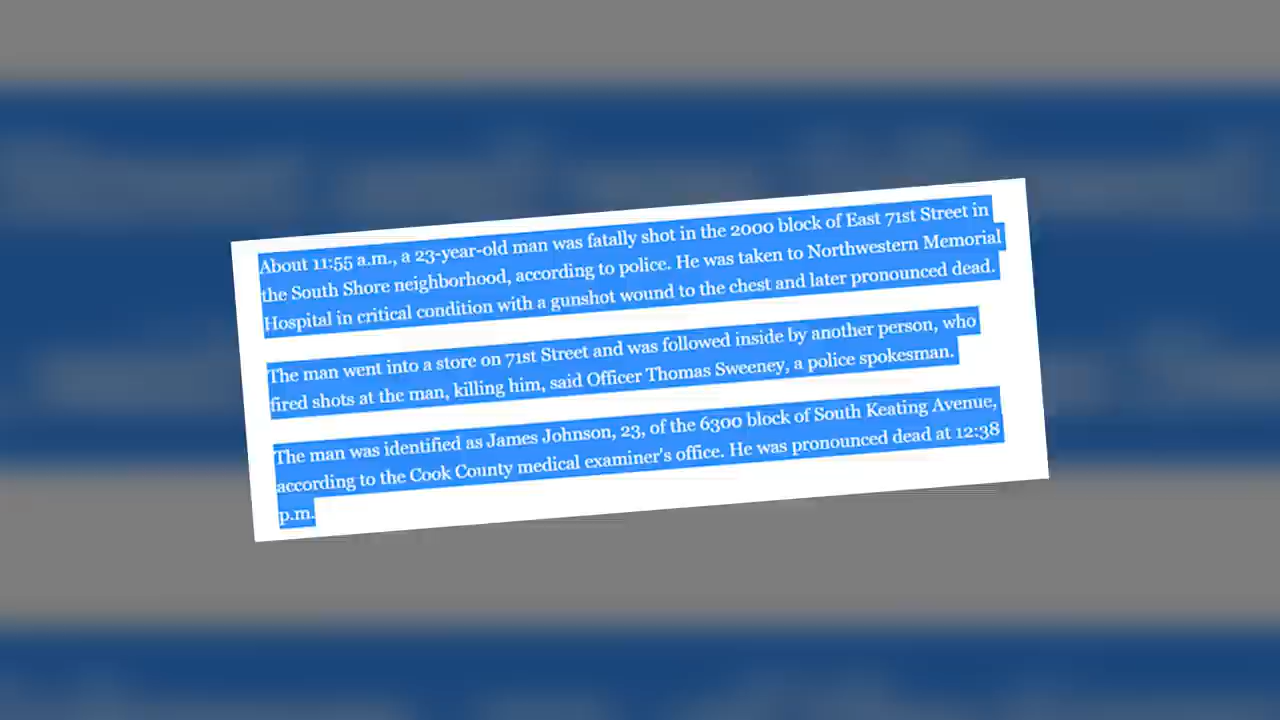 About 11:55 a.m., a 23-year-old man was fatally shot in the 2000 block of East 71st Street in
the South Shore neighborhood, according to police. He was taken to Northwestern Memorial
Hospital in critical condition with a gunshot wound to the chest and later pronounced dead.
The man went into a store on 71st Street and was followed inside by another person, who
fired shots at the man, killing him, said Officer Thomas Sweeney, a police spokesman.
The man was identified as James Johnson, 23, of the 6300 block of South Keating Avenue,
according to the Cook County medical examiner's office. He was pronounced dead at 12:38
p.m.